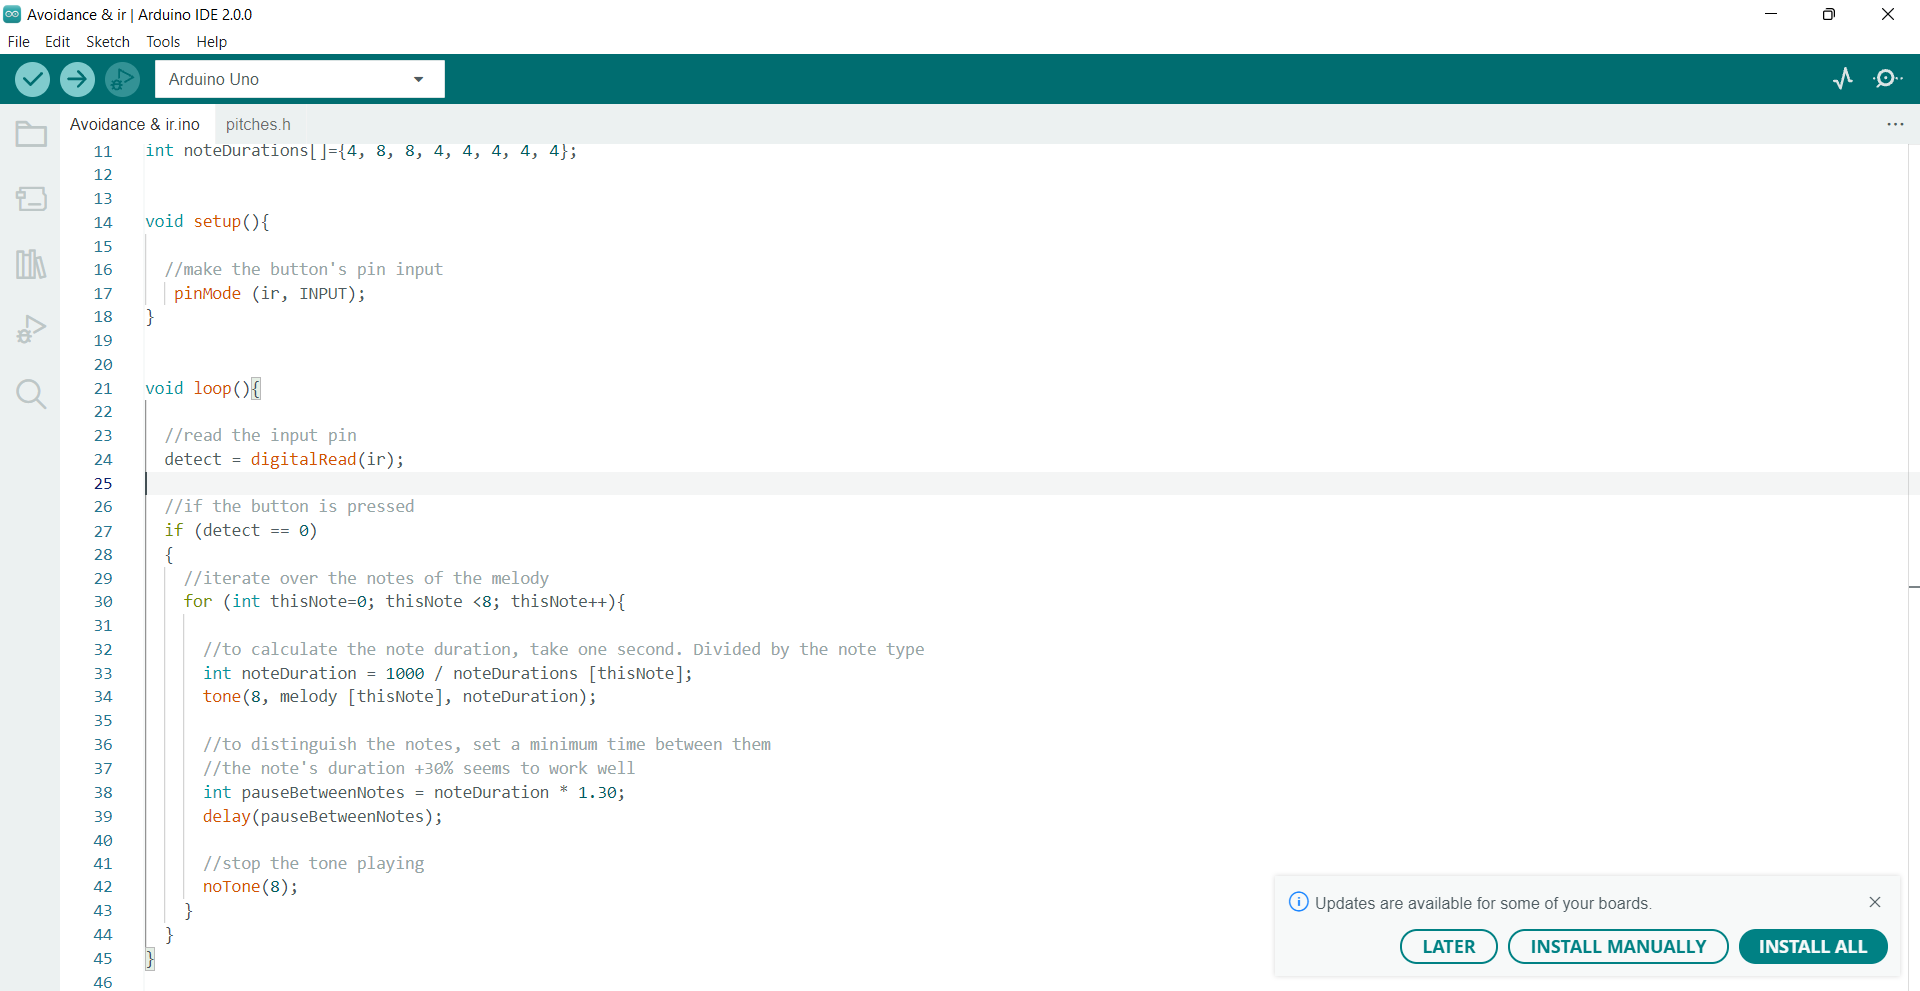 Avoidance & ir | Arduino IDE 2.0.0
File Edit Sketch Tools Help
Arduino Uno
Avoidance & ir.ino pitches.h
11 int noteDurations[]={4, 8, 8, 4, 4, 4, 4, 4};
12
13
14 void setup(){
15
16 //make the button's pin input
17 pinMode (ir, INPUT);
18 }
19
20
21 void loop(){
22
23 //read the input pin
24 detect = digitalRead(ir);
25
26 //if the button is pressed
27 if (detect == 0)
28 {
29 //iterate over the notes of the melody
30 for (int thisNote=0; thisNote <8; thisNote++){
31
32 //to calculate the note duration, take one second. Divided by the note type
33 int noteDuration = 1000 / noteDurations [thisNote];
34 tone(8, melody [thisNote], noteDuration);
35
36 //to distinguish the notes, set a minimum time between them
37 //the note's duration +30% seems to work well
38 int pauseBetweenNotes = noteDuration * 1.30;
39 delay(pauseBetweenNotes);
40
41 //stop the tone playing
42 noTone(8);
43 }
44 }
45 }
46
Updates are available for some of your boards.
LATER INSTALL MANUALLY INSTALL ALL